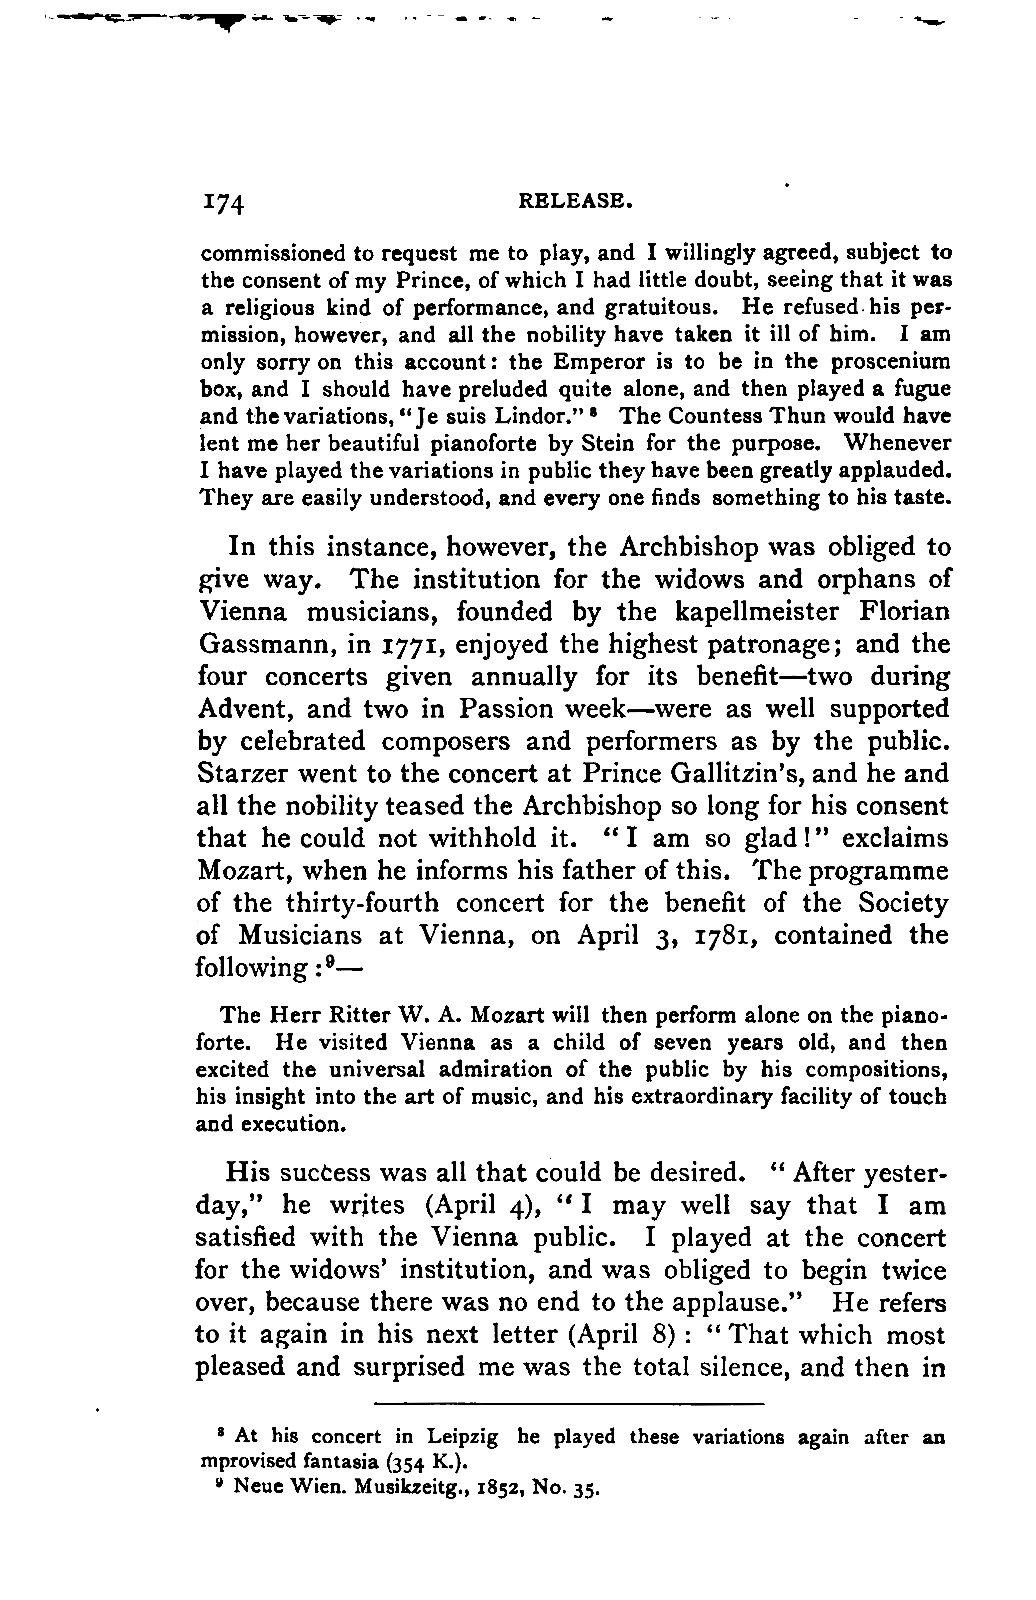 174 RELEASE.
commissioned to request me to play, and I willingly agreed, subject to
the consent of my Prince, of which I had little doubt, seeing that it was
a religious kind of performance, and gratuitous. He refused his per-
mission, however, and all the nobility have taken it ill of him. I am
only sorry on this account: the Emperor is to be in the proscenium
box, and I should have preluded quite alone, and then played a fugue
and the variations, “Je suis Lindor.” ⁸ The Countess Thun would have
lent me her beautiful pianoforte by Stein for the purpose. Whenever
I have played the variations in public they have been greatly applauded.
They are easily understood, and every one finds something to his taste.
In this instance, however, the Archbishop was obliged to
give way. The institution for the widows and orphans of
Vienna musicians, founded by the kapellmeister Florian
Gassmann, in 1771, enjoyed the highest patronage; and the
four concerts given annually for its benefit—two during
Advent, and two in Passion week—were as well supported
by celebrated composers and performers as by the public.
Starzer went to the concert at Prince Gallitzin's, and he and
all the nobility teased the Archbishop so long for his consent
that he could not withhold it. “I am so glad!” exclaims
Mozart, when he informs his father of this. The programme
of the thirty-fourth concert for the benefit of the Society
of Musicians at Vienna, on April 3, 1781, contained the
following :⁹—
The Herr Ritter W. A. Mozart will then perform alone on the piano-
forte. He visited Vienna as a child of seven years old, and then
excited the universal admiration of the public by his compositions,
his insight into the art of music, and his extraordinary facility of touch
and execution.
His success was all that could be desired. “After yester-
day,” he writes (April 4), “I may well say that I am
satisfied with the Vienna public. I played at the concert
for the widows' institution, and was obliged to begin twice
over, because there was no end to the applause.” He refers
to it again in his next letter (April 8) : “That which most
pleased and surprised me was the total silence, and then in
⁸ At his concert in Leipzig he played these variations again after an
mprovised fantasia (354 K.).
⁹ Neue Wien. Musikzeitg., 1852, No. 35.